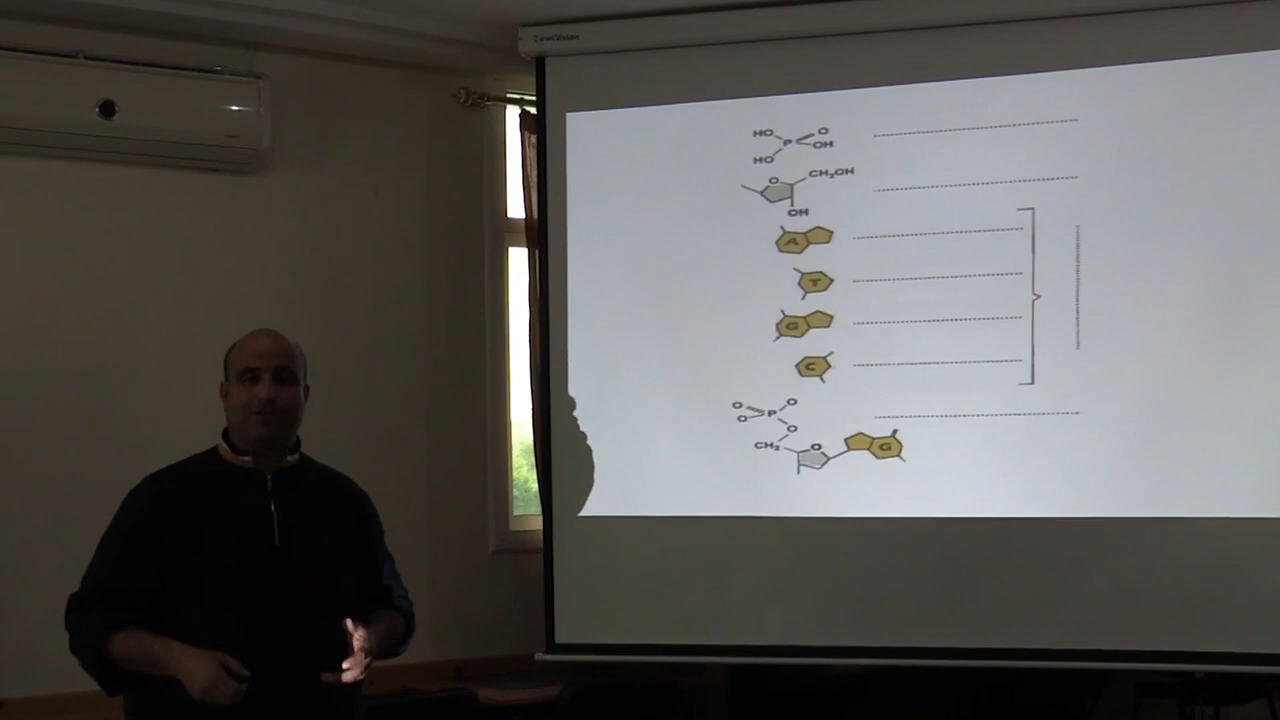 HO O
P OH
HO
O CH₂OH
OH
A
T
G
C
O O
O P
O
CH₂ O G